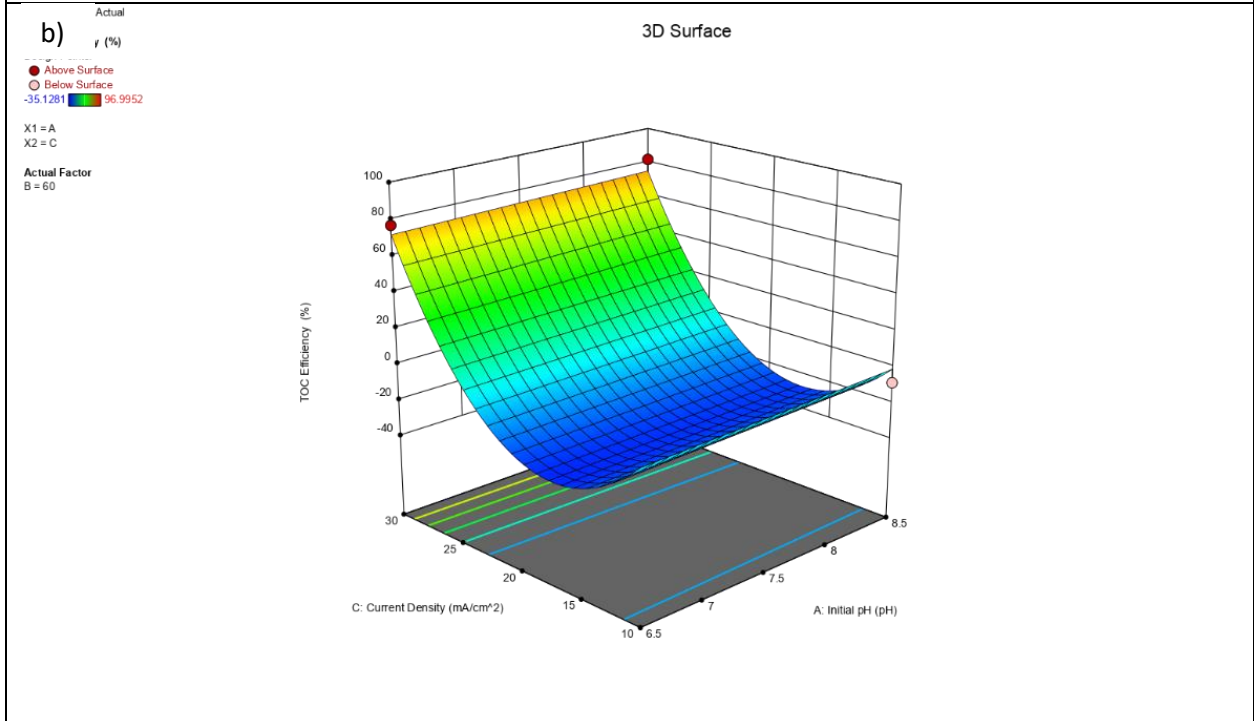 b)
Actual
y (%)
3D Surface
Above Surface
Below Surface
-35.1281 96.9952
X1 = A
X2 = C
Actual Factor
B = 60
100
80
60
40
20
0
-20
-40
TOC Efficiency (%)
30
25
20
15
10
C: Current Density (mA/cm^2)
6.5
7
7.5
8
8.5
A: Initial pH (pH)